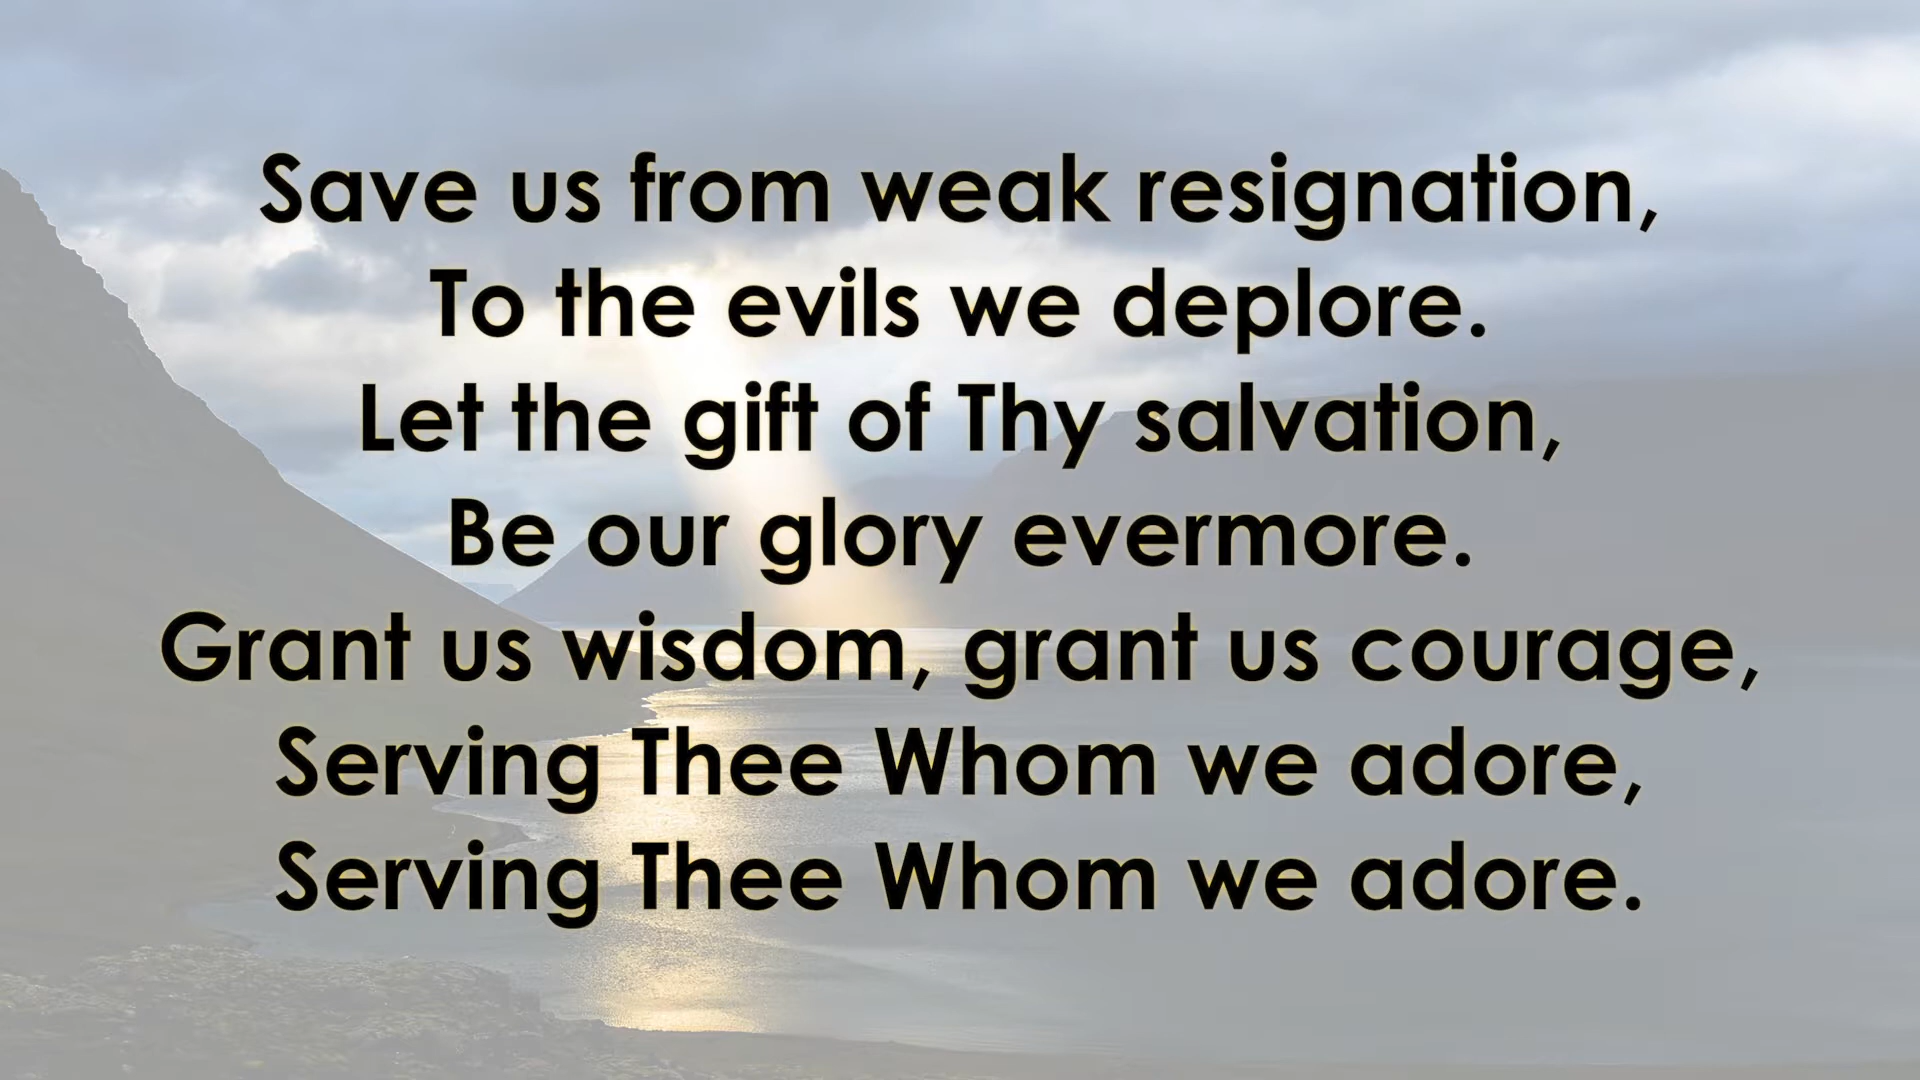 Save us from weak resignation,
To the evils we deplore.
Let the gift of Thy salvation,
Be our glory evermore.
Grant us wisdom, grant us courage,
Serving Thee Whom we adore,
Serving Thee Whom we adore.